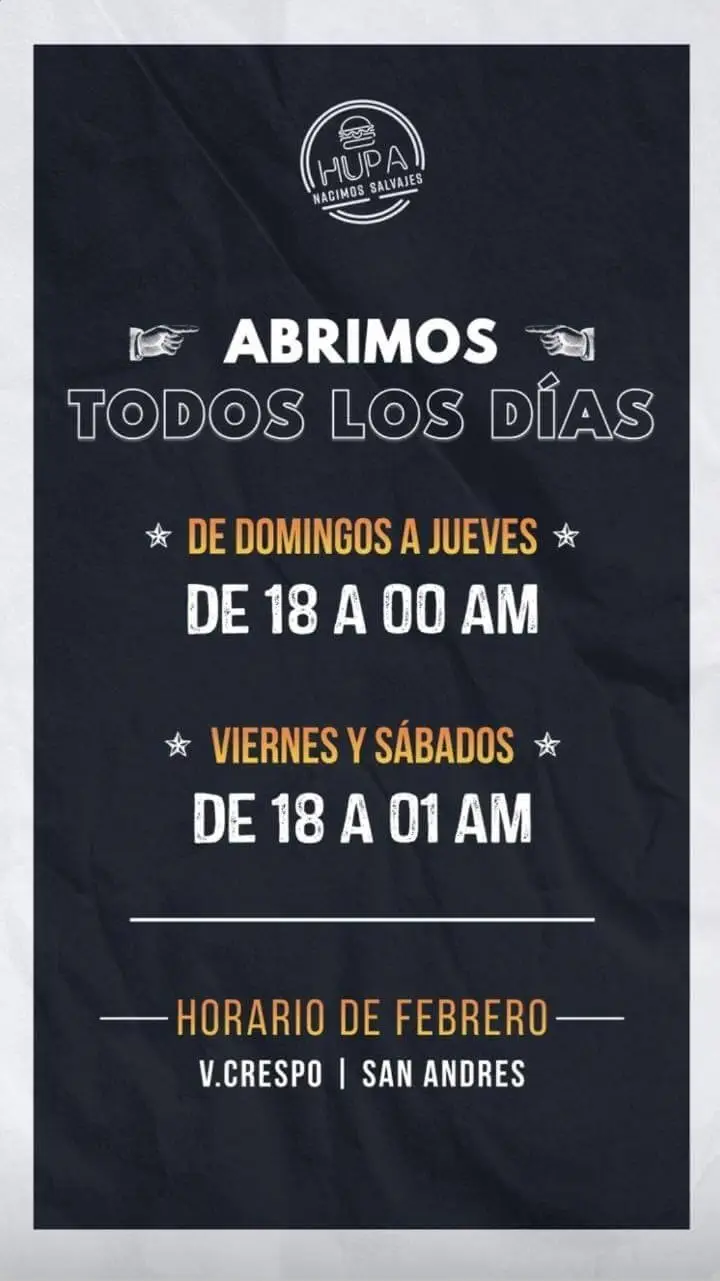 HUPA
NACIMOS SALVAJES
ABRIMOS
TODOS LOS DÍAS
DE DOMINGOS A JUEVES
DE 18 A 00 AM
VIERNES Y SÁBADOS
DE 18 A 01 AM
HORARIO DE FEBRERO
V.CRESPO | SAN ANDRES